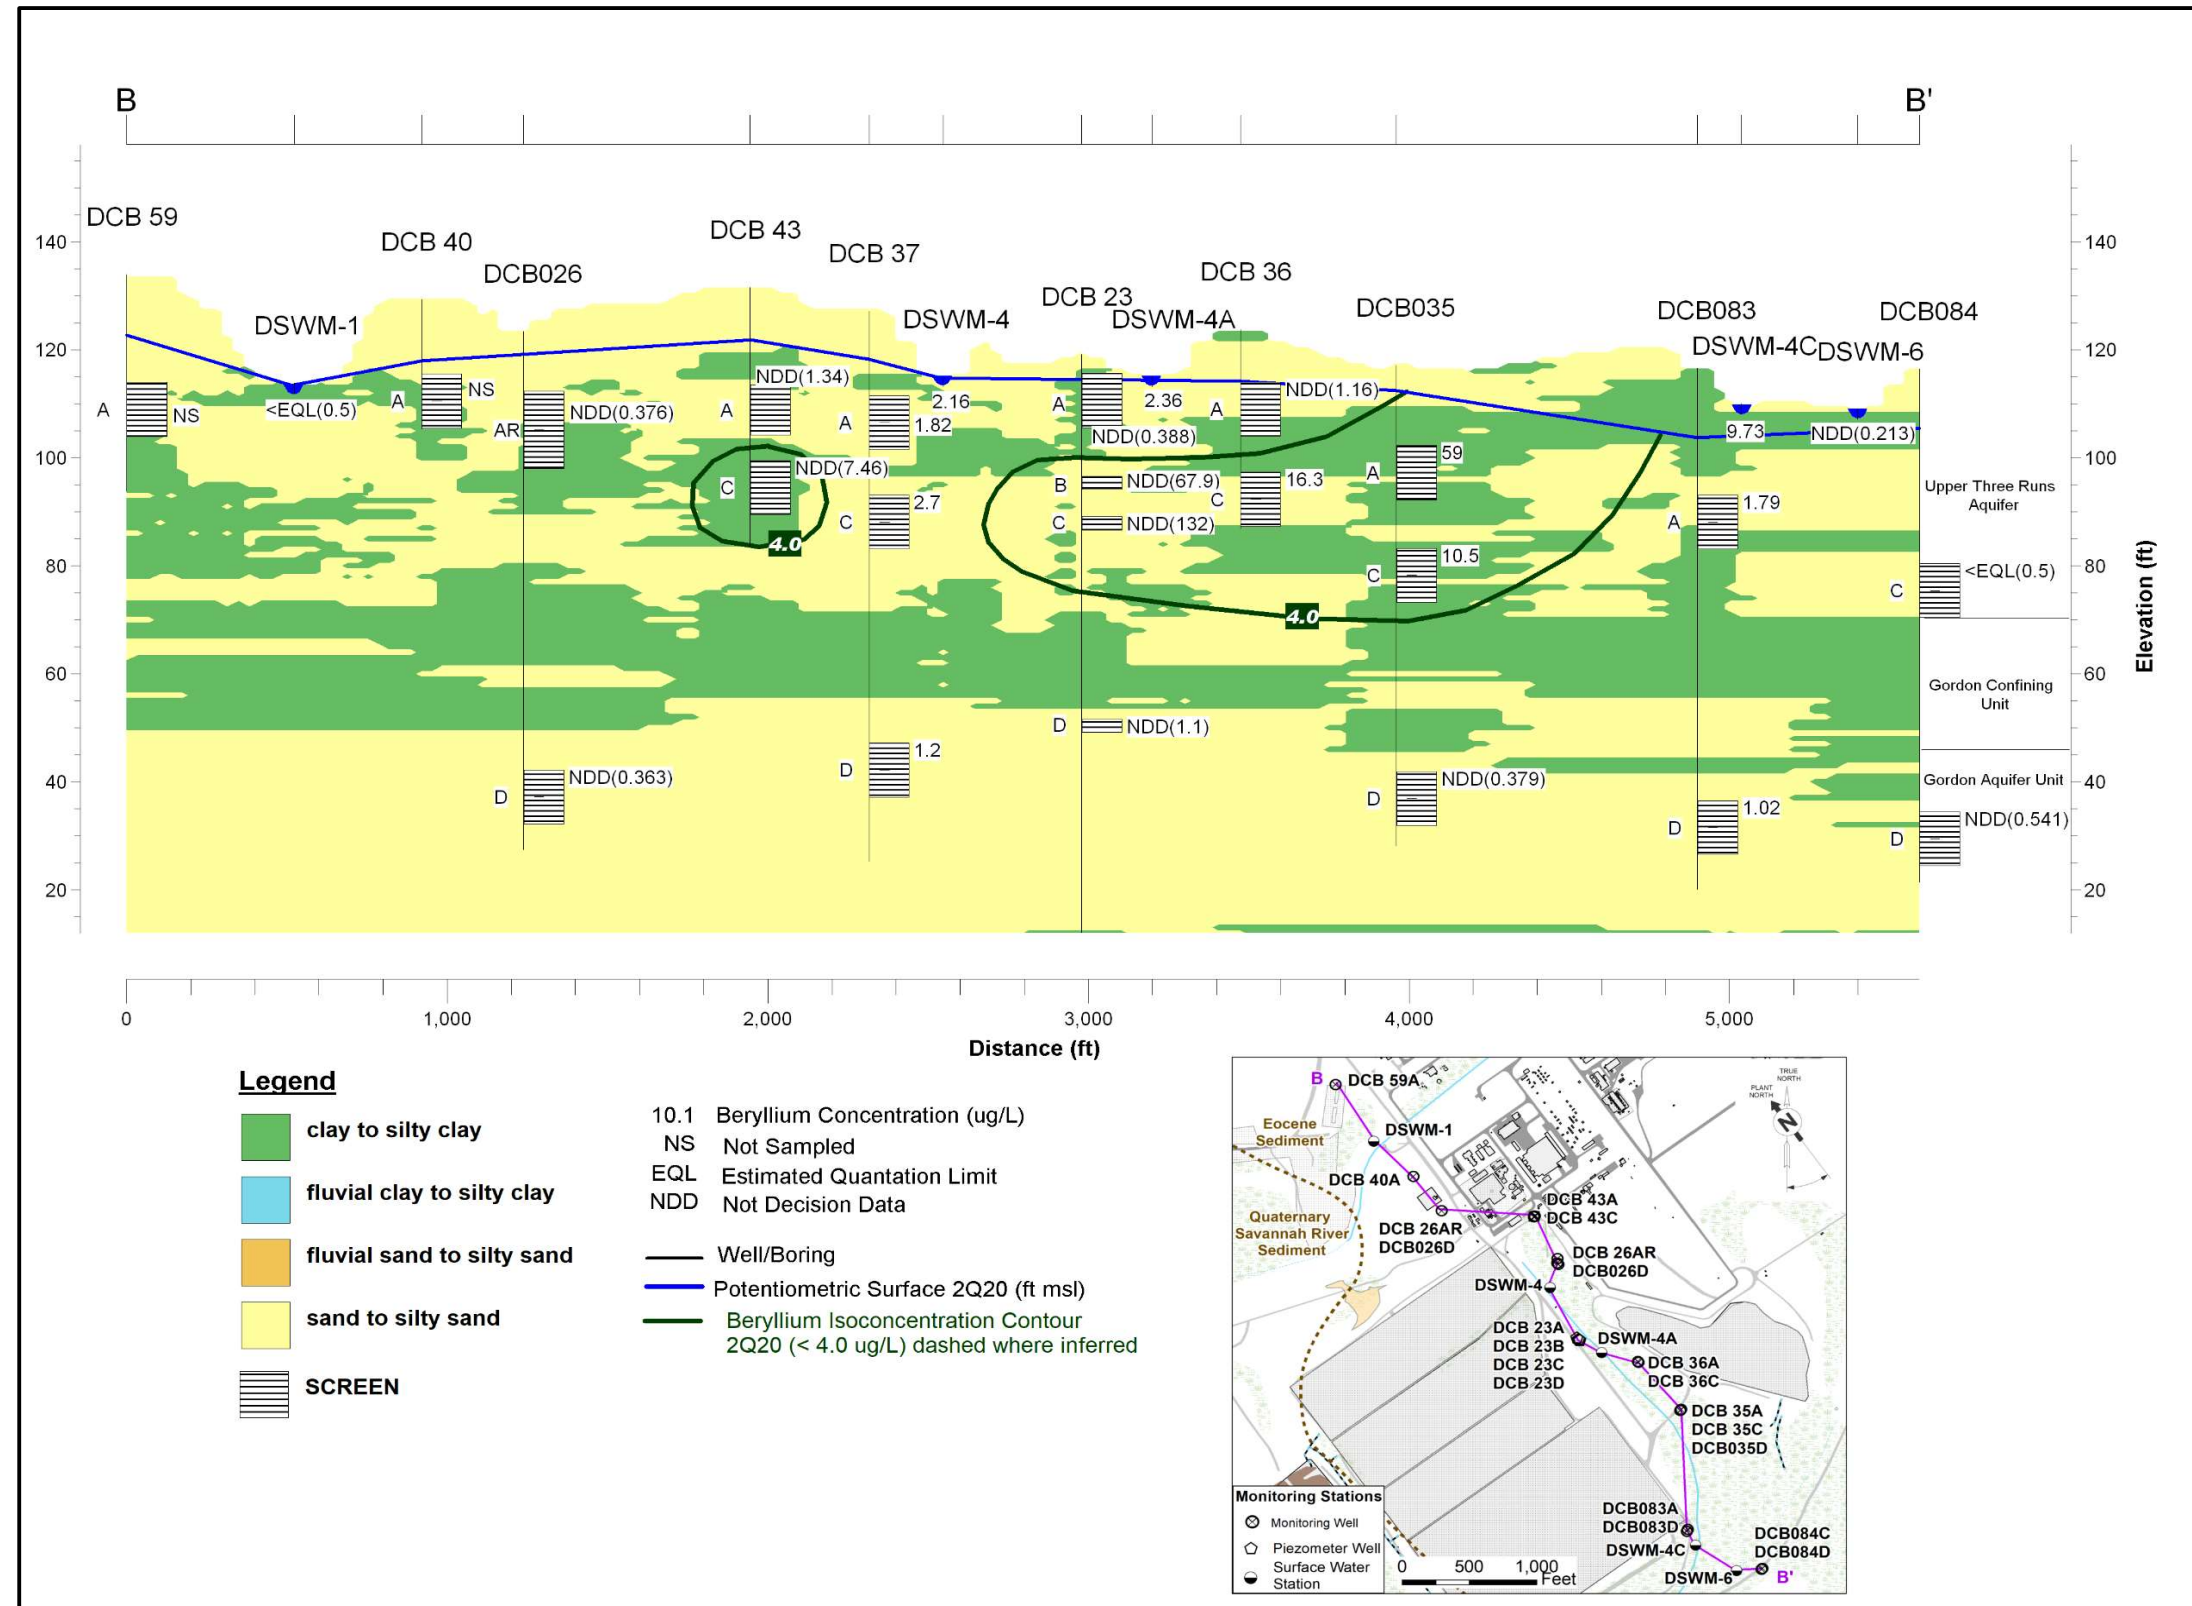 B
B'
DCB 59
DSWM-1
DCB 40
DCB026
DCB 43
DCB 37
DSWM-4
DCB 23
DSWM-4A
DCB 36
DCB035
DCB083
DSWM-4C
DSWM-6
DCB084
140
120
100
80
60
40
20
140
120
100
80
60
40
20
Elevation (ft)
A
NS
<EQL(0.5)
A
NS
AR
NDD(0.376)
D
NDD(0.363)
A
NDD(1.34)
C
NDD(7.46)
4.0
A
1.82
C
2.7
D
1.2
2.16
A
NDD(0.388)
B
NDD(67.9)
C
NDD(132)
D
NDD(1.1)
2.36
A
NDD(1.16)
C
16.3
4.0
A
59
C
10.5
D
NDD(0.379)
A
1.79
D
1.02
9.73
NDD(0.213)
C
<EQL(0.5)
D
NDD(0.541)
Upper Three Runs
Aquifer
Gordon Confining
Unit
Gordon Aquifer Unit
0
1,000
2,000
3,000
4,000
5,000
Distance (ft)
Legend
clay to silty clay
fluvial clay to silty clay
fluvial sand to silty sand
sand to silty sand
SCREEN
10.1 Beryllium Concentration (ug/L)
NS Not Sampled
EQL Estimated Quantation Limit
NDD Not Decision Data
Well/Boring
Potentiometric Surface 2Q20 (ft msl)
Beryllium Isoconcentration Contour
2Q20 (< 4.0 ug/L) dashed where inferred
B
DCB 59A
TRUE
NORTH
PLANT
NORTH
N
Eocene
Sediment
DSWM-1
DCB 40A
DCB 43A
DCB 43C
Quaternary
Savannah River
Sediment
DCB 26AR
DCB026D
DCB 26AR
DCB026D
DSWM-4
DCB 23A
DCB 23B
DCB 23C
DCB 23D
DSWM-4A
DCB 36A
DCB 36C
DCB 35A
DCB 35C
DCB035D
DCB083A
DCB083D
DSWM-4C
DCB084C
DCB084D
DSWM-6
B'
Monitoring Stations
Monitoring Well
Piezometer Well
Surface Water
Station
0 500 1,000
Feet